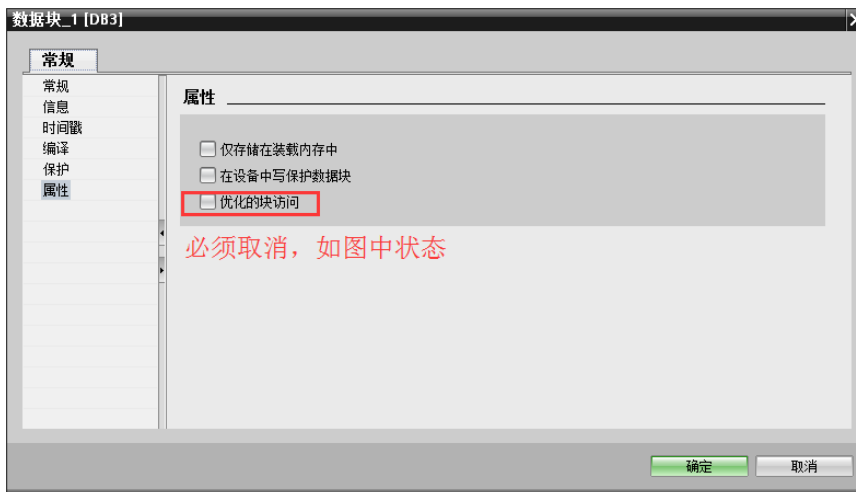 数据块_1 [DB3]
常规
常规
信息
时间戳
编译
保护
属性
属性
仅存储在装载内存中
在设备中写保护数据块
优化的块访问
必须取消，如图中状态
确定
取消